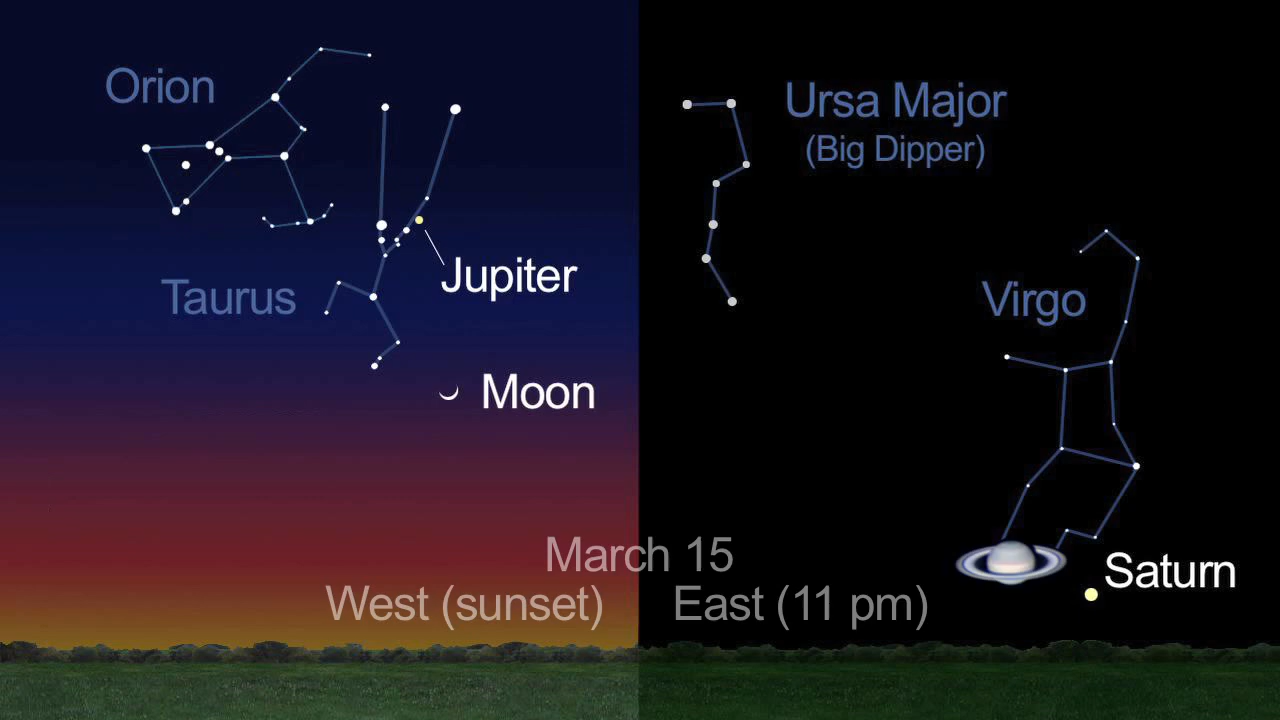 Orion
Taurus
Jupiter
Moon
Ursa Major
(Big Dipper)
Virgo
Saturn
March 15
West (sunset)
East (11 pm)